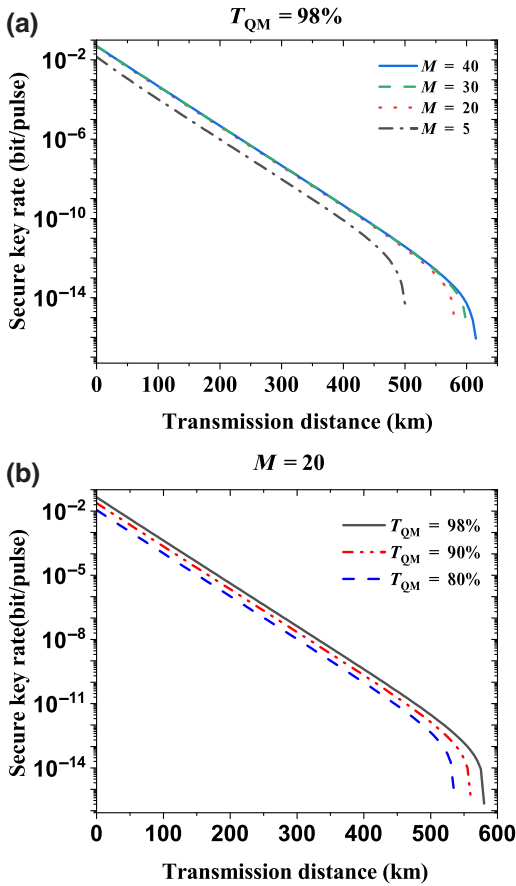 (a)
T_QM = 98%
10^-2
10^-6
10^-10
10^-14
Secure key rate (bit/pulse)
M = 40
M = 30
M = 20
M = 5
0 100 200 300 400 500 600
Transmission distance (km)
(b)
M = 20
10^-2
10^-5
10^-8
10^-11
10^-14
Secure key rate(bit/pulse)
T_QM = 98%
T_QM = 90%
T_QM = 80%
0 100 200 300 400 500 600
Transmission distance (km)